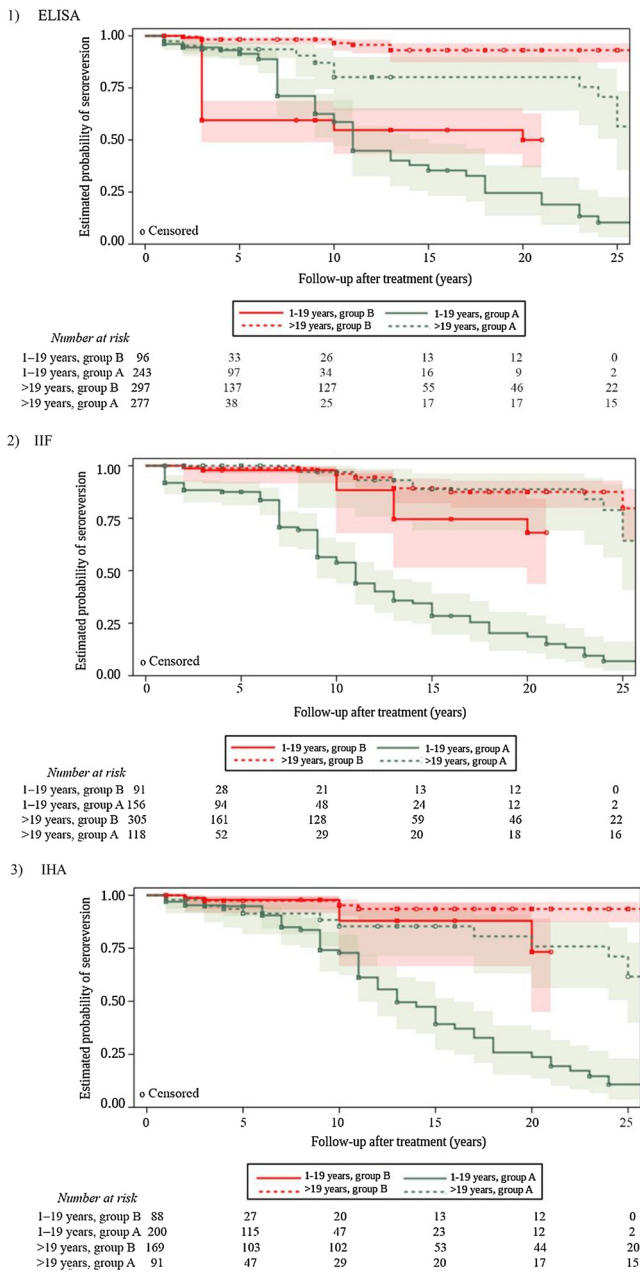 1) ELISA
Estimated probability of seroreversion
1.00
0.75
0.50
0.25
0.00
o Censored
0 5 10 15 20 25
Follow-up after treatment (years)
1-19 years, group B 1-19 years, group A
>19 years, group B >19 years, group A
Number at risk
1–19 years, group B 96 33 26 13 12 0
1–19 years, group A 243 97 34 16 9 2
>19 years, group B 297 137 127 55 46 22
>19 years, group A 277 38 25 17 17 15
2) IIF
Estimated probability of seroreversion
1.00
0.75
0.50
0.25
0.00
o Censored
0 5 10 15 20 25
Follow-up after treatment (years)
1-19 years, group B 1-19 years, group A
>19 years, group B >19 years, group A
Number at risk
1–19 years, group B 91 28 21 13 12 0
1–19 years, group A 156 94 48 24 12 2
>19 years, group B 305 161 128 59 46 22
>19 years, group A 118 52 29 20 18 16
3) IHA
Estimated probability of seroreversion
1.00
0.75
0.50
0.25
0.00
o Censored
0 5 10 15 20 25
Follow-up after treatment (years)
1-19 years, group B 1-19 years, group A
>19 years, group B >19 years, group A
Number at risk
1–19 years, group B 88 27 20 13 12 0
1–19 years, group A 200 115 47 23 12 2
>19 years, group B 169 103 102 53 44 20
>19 years, group A 91 47 29 20 17 15